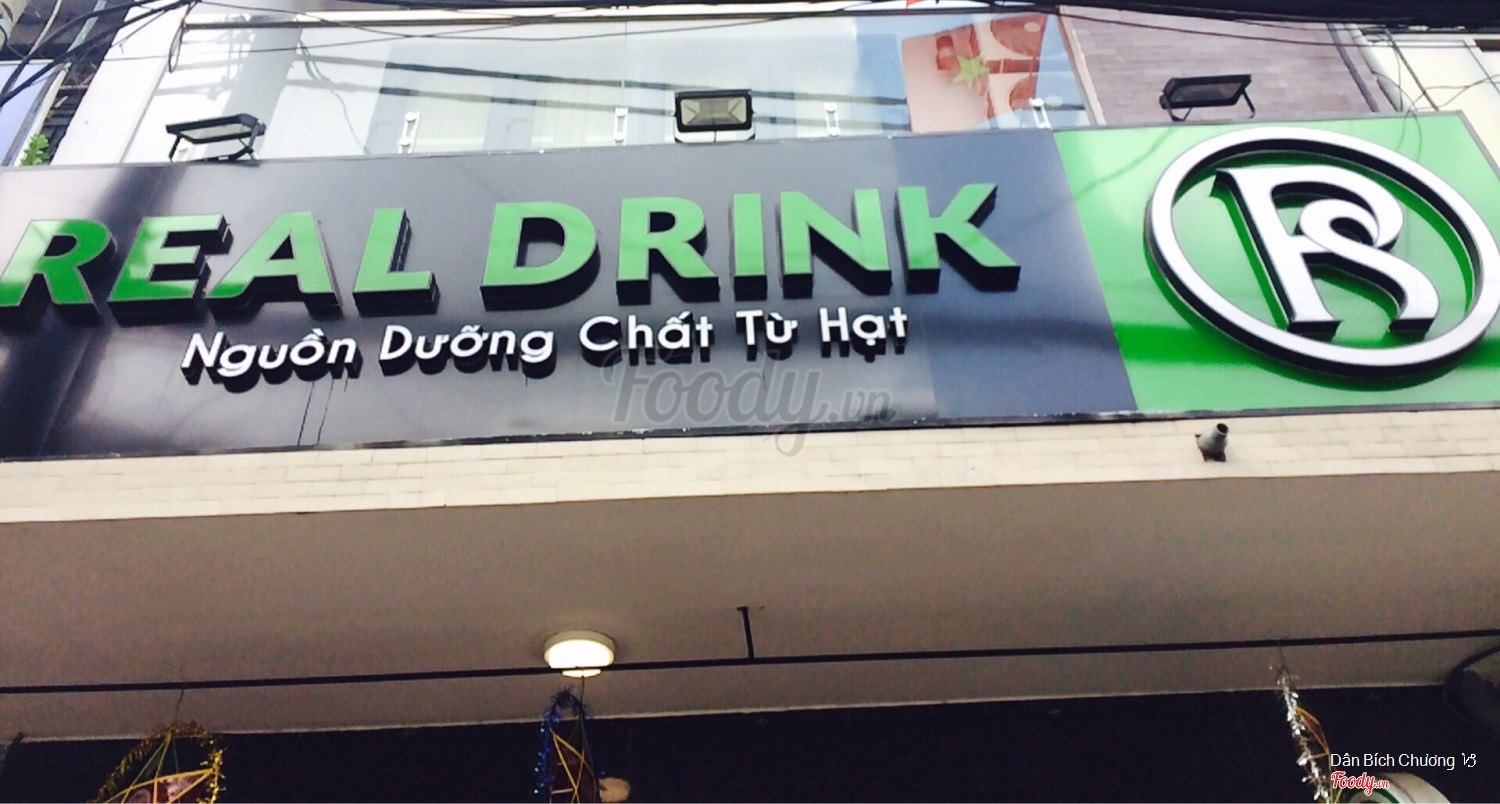 REAL DRINK
Nguồn Dưỡng Chất Từ Hạt
Foody.vn
Dân Bích Chương
Foody.vn